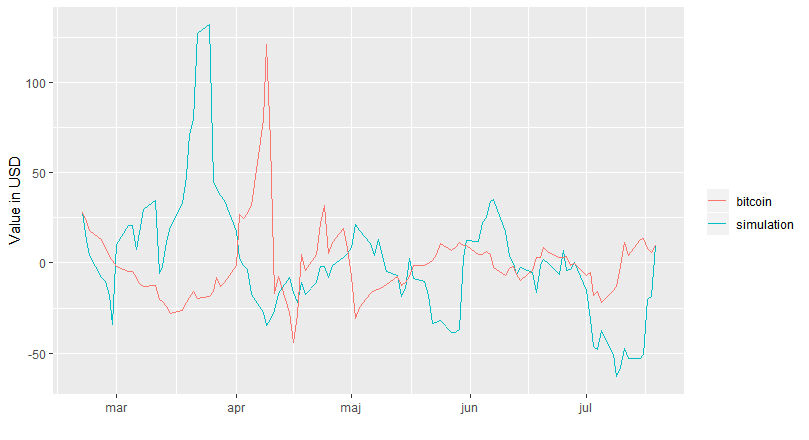 Value in USD
100
50
0
-50
mar
apr
maj
jun
jul
bitcoin
simulation